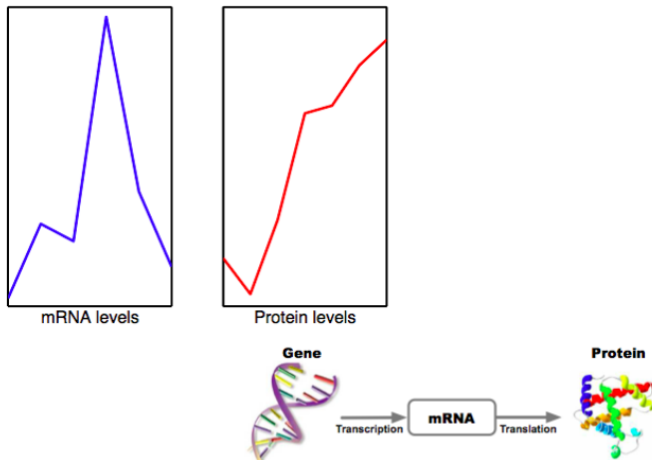 mRNA levels
Protein levels
Gene
Protein
mRNA
Transcription
Translation